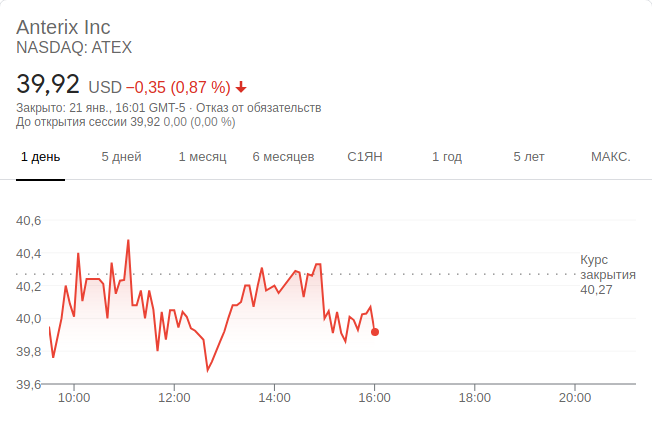 Anterix Inc
NASDAQ: ATEX
39,92 USD −0,35 (0,87 %)
Закрыто: 21 янв., 16:01 GMT-5 · Отказ от обязательств
До открытия сессии 39,92 0,00 (0,00 %)
1 день 5 дней 1 месяц 6 месяцев С1ЯН 1 год 5 лет МАКС.
40,6
40,4
Курс
закрытия
40,27
40,2
40,0
39,8
39,6
10:00 12:00 14:00 16:00 18:00 20:00